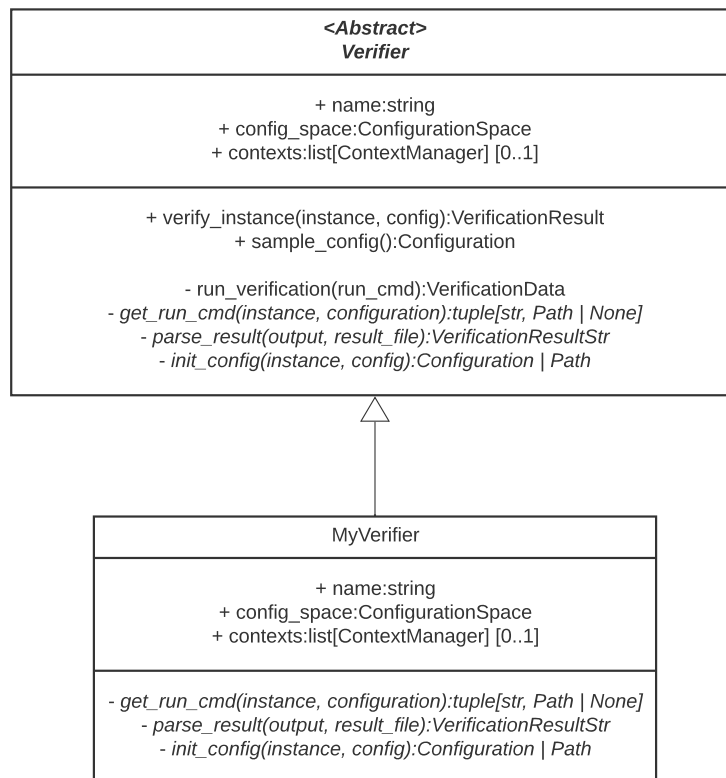 <Abstract>
Verifier
+ name:string
+ config_space:ConfigurationSpace
+ contexts:list[ContextManager] [0..1]
+ verify_instance(instance, config):VerificationResult
+ sample_config():Configuration
- run_verification(run_cmd):VerificationData
- get_run_cmd(instance, configuration):tuple[str, Path | None]
- parse_result(output, result_file):VerificationResultStr
- init_config(instance, config):Configuration | Path
MyVerifier
+ name:string
+ config_space:ConfigurationSpace
+ contexts:list[ContextManager] [0..1]
- get_run_cmd(instance, configuration):tuple[str, Path | None]
- parse_result(output, result_file):VerificationResultStr
- init_config(instance, config):Configuration | Path